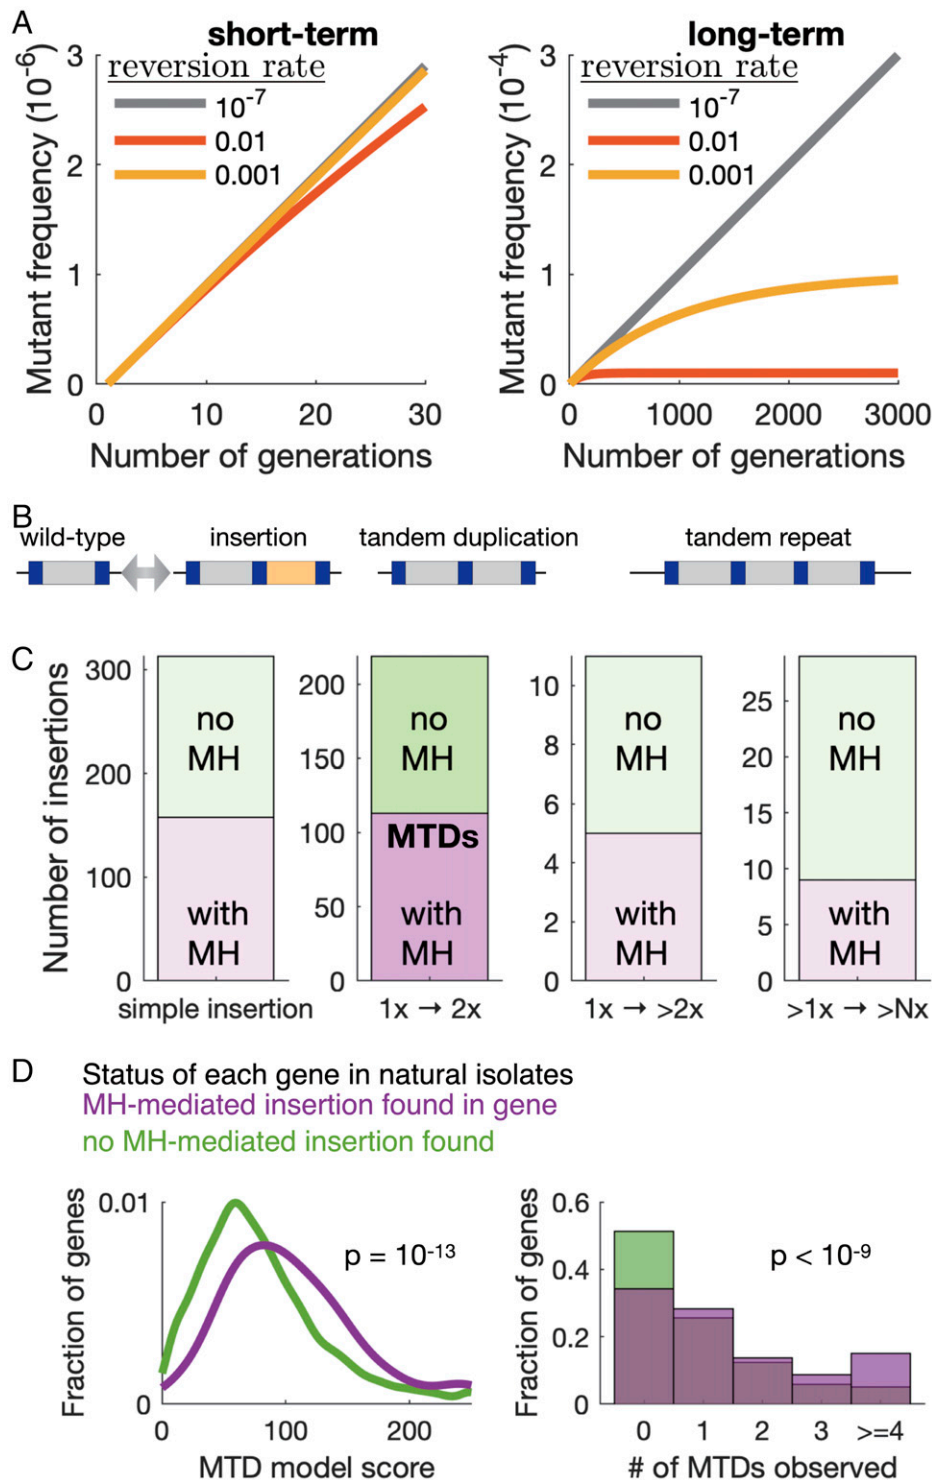 A
short-term
Mutant frequency (10⁻⁶)
3
2
1
0
reversion rate
10⁻⁷
0.01
0.001
0 10 20 30
Number of generations
long-term
Mutant frequency (10⁻⁴)
3
2
1
0
reversion rate
10⁻⁷
0.01
0.001
0 1000 2000 3000
Number of generations
B
wild-type
insertion
tandem duplication
tandem repeat
C
Number of insertions
300
200
100
0
no
MH
with
MH
simple insertion
200
150
100
50
0
no
MH
MTDs
with
MH
1x → 2x
10
8
6
4
2
0
no
MH
with
MH
1x → >2x
25
20
15
10
5
0
no
MH
with
MH
>1x → >Nx
D
Status of each gene in natural isolates
MH-mediated insertion found in gene
no MH-mediated insertion found
Fraction of genes
0.01
0
p = 10⁻¹³
0 100 200
MTD model score
Fraction of genes
0.6
0.4
0.2
0
p < 10⁻⁹
0 1 2 3 >=4
# of MTDs observed